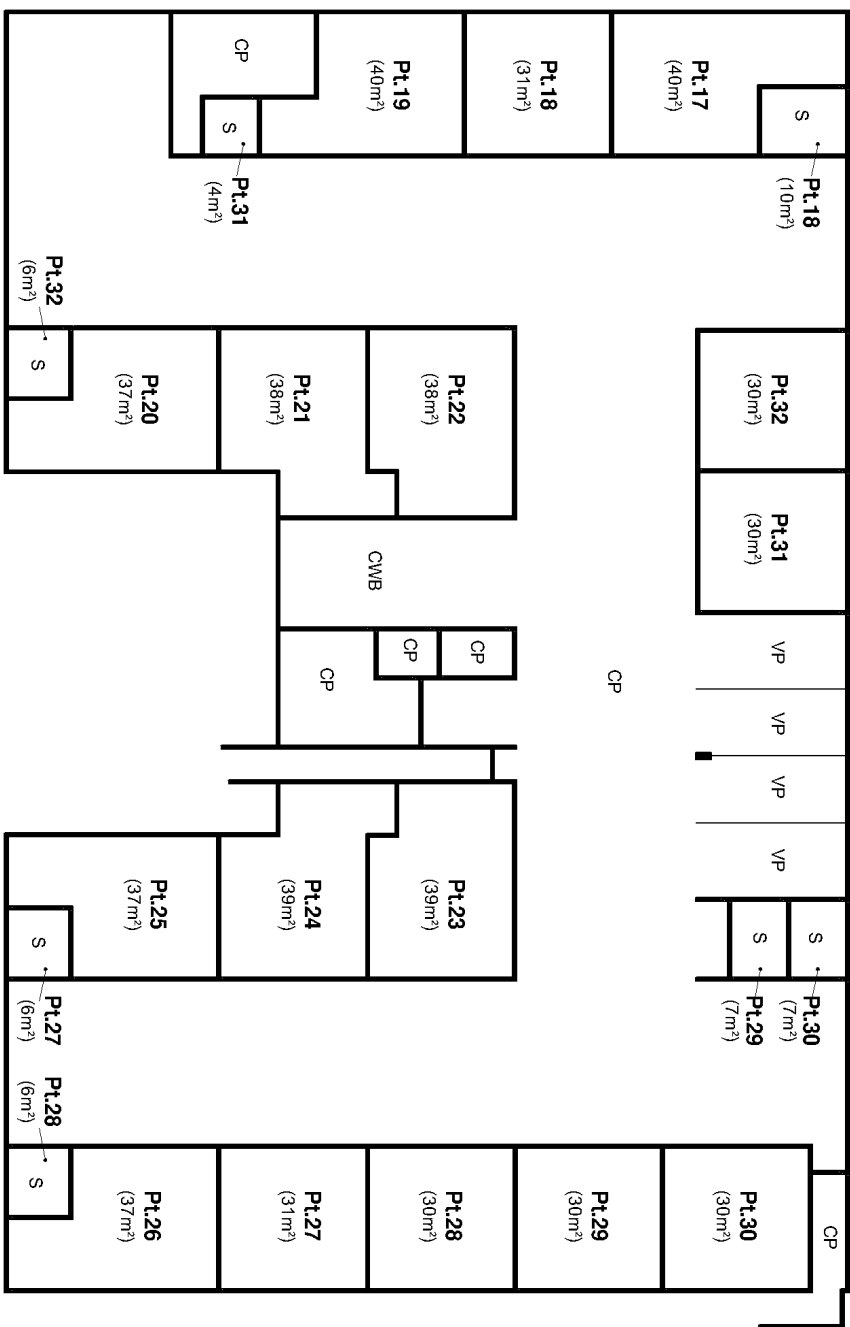 CP
Pt.19
(40m²)
Pt.18
(31m²)
Pt.17
(40m²)
S
S
Pt.31
(4m²)
Pt.18
(10m²)
Pt.32
(6m²)
S
Pt.20
(37m²)
Pt.21
(38m²)
Pt.22
(38m²)
Pt.32
(30m²)
Pt.31
(30m²)
CWB
CP
CP
CP
CP
VP
VP
VP
VP
Pt.25
(37m²)
Pt.24
(39m²)
Pt.23
(39m²)
S
S
S
Pt.27
(6m²)
Pt.29
(7m²)
Pt.30
(7m²)
Pt.28
(6m²)
S
Pt.26
(37m²)
Pt.27
(31m²)
Pt.28
(30m²)
Pt.29
(30m²)
Pt.30
(30m²)
CP